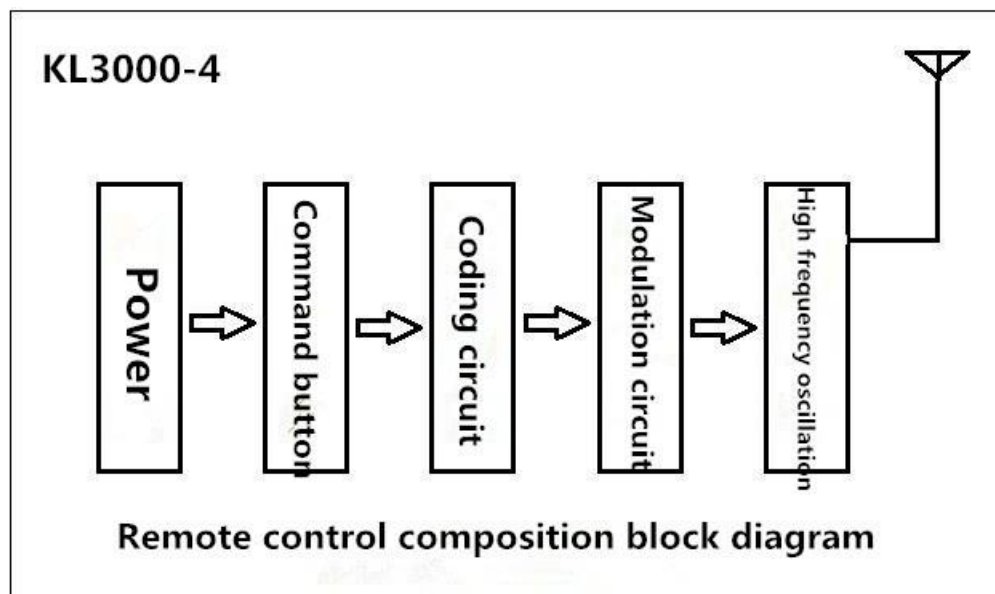 KL3000-4
Power
Command button
Coding circuit
Modulation circuit
High frequency oscillation
Remote control composition block diagram